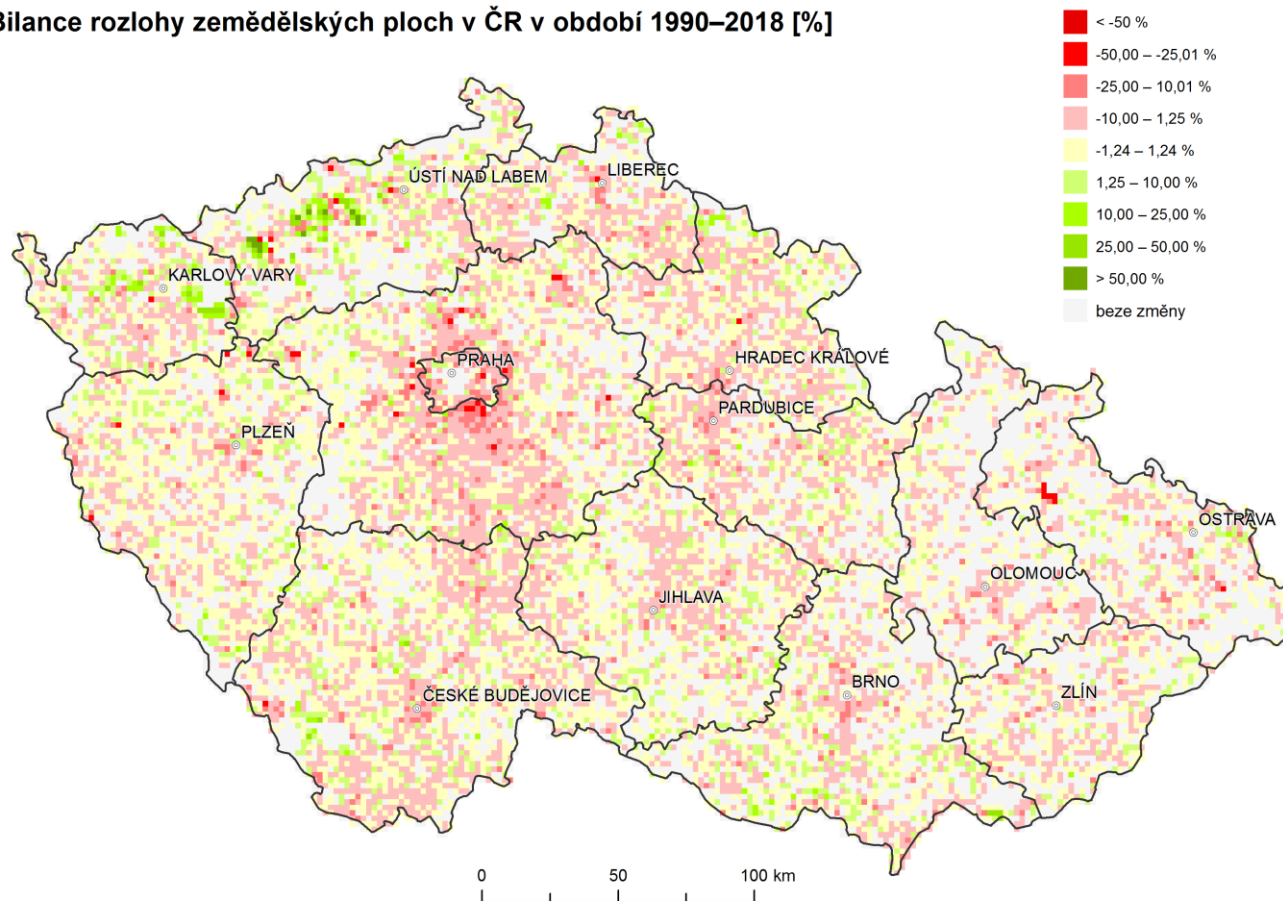 Bilance rozlohy zemědělských ploch v ČR v období 1990–2018 [%]
< -50 %
-50,00 – -25,01 %
-25,00 – 10,01 %
-10,00 – 1,25 %
-1,24 – 1,24 %
1,25 – 10,00 %
10,00 – 25,00 %
25,00 – 50,00 %
> 50,00 %
beze změny
ÚSTÍ NAD LABEM
LIBEREC
KARLOVY VARY
PRAHA
HRADEC KRÁLOVÉ
PARDUBICE
PLZEŇ
OSTRAVA
OLOMOUC
JIHLAVA
ČESKÉ BUDĚJOVICE
BRNO
ZLÍN
0 50 100 km